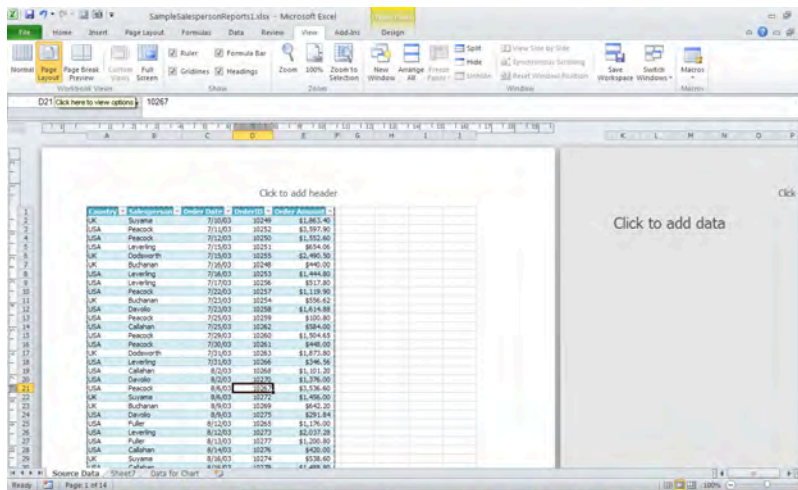 SampleSalespersonReports1.xlsx - Microsoft Excel
File Home Insert Page Layout Formulas Data Review View Add-Ins Design
Normal Page Layout Page Break Preview Custom Views Full Screen Ruler Formula Bar Gridlines Headings Zoom 100% Zoom to Selection New Window Arrange All Freeze Panes Split Hide Unhide View Side by Side Synchronous Scrolling Reset Window Position Save Workspace Switch Windows Macros
Workbook Views Show Zoom Window Macros
D21 Click here to view options 10267
A B C D E F G H I J K L M N O P
Click to add header Click
Click to add data
Country Salesperson Order Date OrderID Order Amount
UK Suyama 7/10/03 10249 $1,863.40
USA Peacock 7/11/03 10252 $3,597.90
USA Peacock 7/12/03 10250 $1,552.60
USA Leverling 7/15/03 10251 $654.06
UK Dodsworth 7/15/03 10255 $2,490.50
UK Buchanan 7/16/03 10248 $440.00
USA Leverling 7/16/03 10253 $1,444.80
USA Leverling 7/17/03 10256 $517.80
USA Peacock 7/22/03 10257 $1,119.90
UK Buchanan 7/23/03 10254 $556.62
USA Davolio 7/23/03 10258 $1,614.88
USA Peacock 7/25/03 10259 $100.80
USA Callahan 7/25/03 10262 $584.00
USA Peacock 7/29/03 10260 $1,504.65
USA Peacock 7/30/03 10261 $448.00
UK Dodsworth 7/31/03 10263 $1,873.80
USA Leverling 7/31/03 10266 $346.56
USA Callahan 8/2/03 10268 $1,101.20
USA Davolio 8/2/03 10270 $1,376.00
USA Peacock 8/6/03 10267 $3,536.60
UK Suyama 8/6/03 10272 $1,456.00
UK Buchanan 8/9/03 10269 $642.20
USA Davolio 8/9/03 10275 $291.84
USA Fuller 8/12/03 10265 $1,176.00
USA Leverling 8/12/03 10273 $2,037.28
USA Fuller 8/13/03 10277 $1,200.80
USA Callahan 8/14/03 10276 $420.00
UK Suyama 8/16/03 10274 $538.60
Source Data Sheet7 Data for Chart
Ready Page: 1 of 14 100%